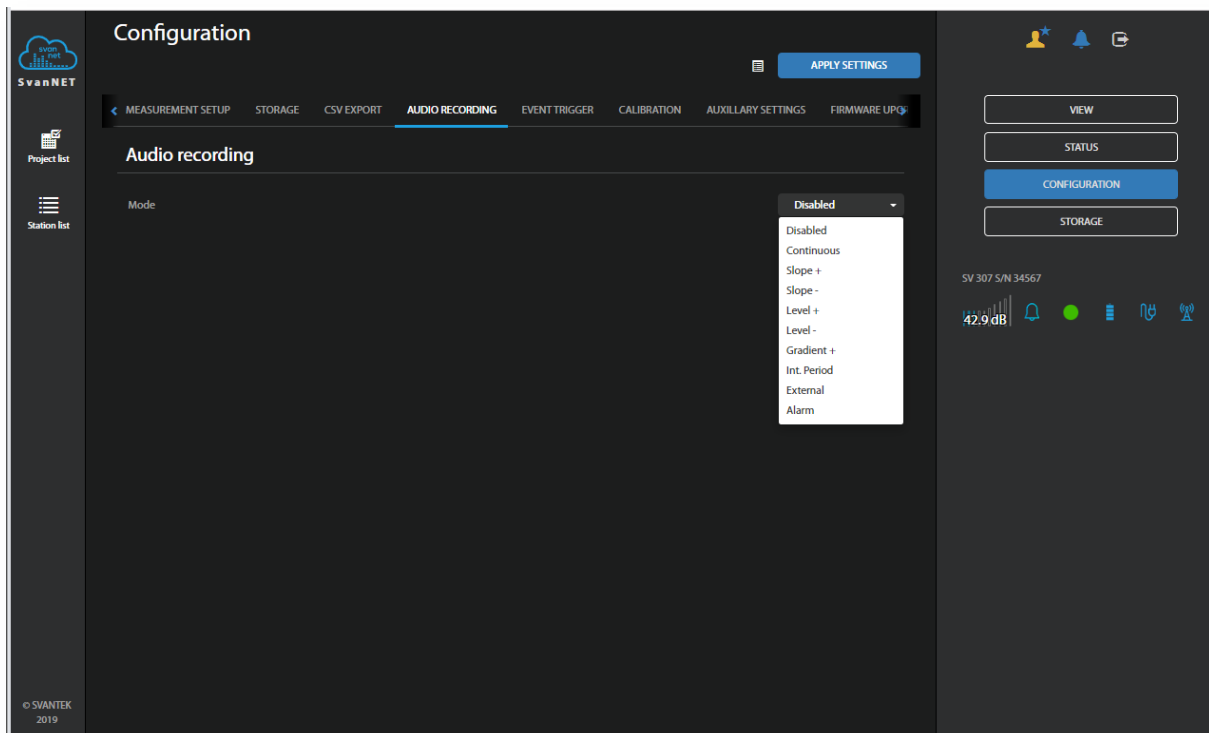 svan
net
SvanNET
Project list
Station list
© SVANTEK
2019
Configuration
APPLY SETTINGS
MEASUREMENT SETUP STORAGE CSV EXPORT AUDIO RECORDING EVENT TRIGGER CALIBRATION AUXILLARY SETTINGS FIRMWARE
Audio recording
Mode
Disabled
Disabled
Continuous
Slope +
Slope -
Level +
Level -
Gradient +
Int. Period
External
Alarm
VIEW
STATUS
CONFIGURATION
STORAGE
SV 307 S/N 34567
42.9 dB